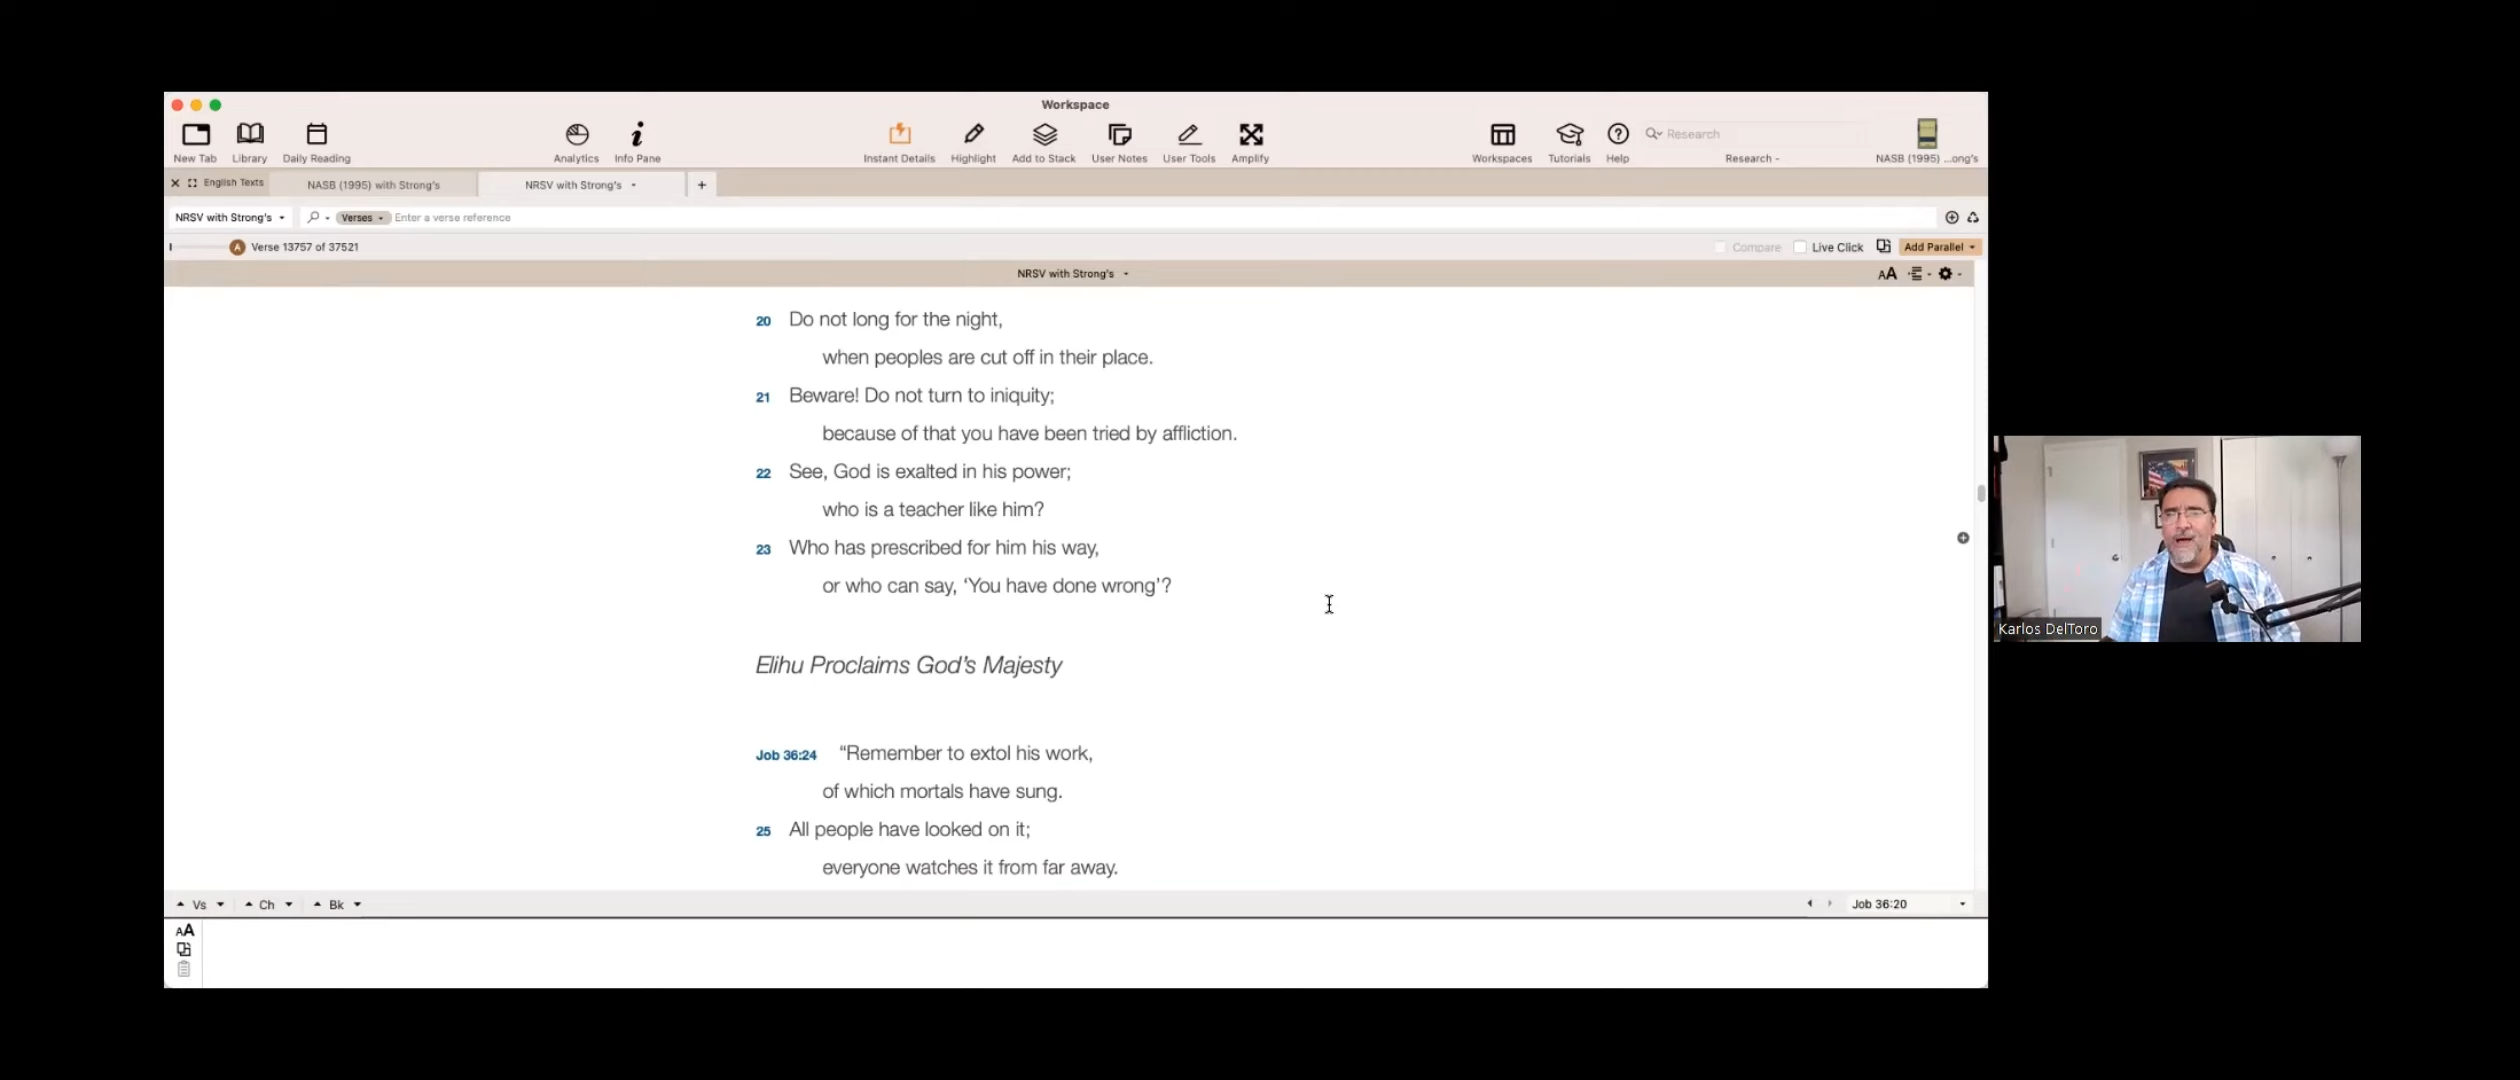 Workspace
New Tab Library Daily Reading Analytics Info Pane Instant Details Highlight Add to Stack User Notes User Tools Amplify Workspaces Tutorials Help Research Research NASB (1995) ...ong's
English Texts NASB (1995) with Strong's NRSV with Strong's +
NRSV with Strong's Verses Enter a verse reference
A Verse 13757 of 37521 Compare Live Click Add Parallel
NRSV with Strong's AA
20 Do not long for the night,
when peoples are cut off in their place.
21 Beware! Do not turn to iniquity;
because of that you have been tried by affliction.
22 See, God is exalted in his power;
who is a teacher like him?
23 Who has prescribed for him his way,
or who can say, ‘You have done wrong’?
Elihu Proclaims God’s Majesty
Job 36:24 “Remember to extol his work,
of which mortals have sung.
25 All people have looked on it;
everyone watches it from far away.
Vs Ch Bk Job 36:20
AA
Karlos DelToro